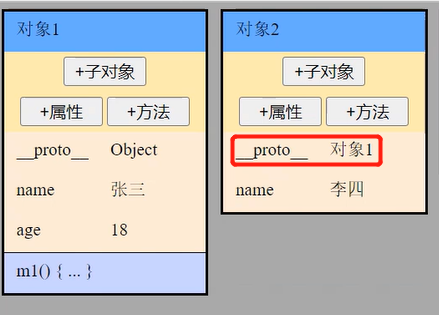 对象1
+子对象
+属性 +方法
__proto__ Object
name 张三
age 18
m1() { ... }
对象2
+子对象
+属性 +方法
__proto__ 对象1
name 李四